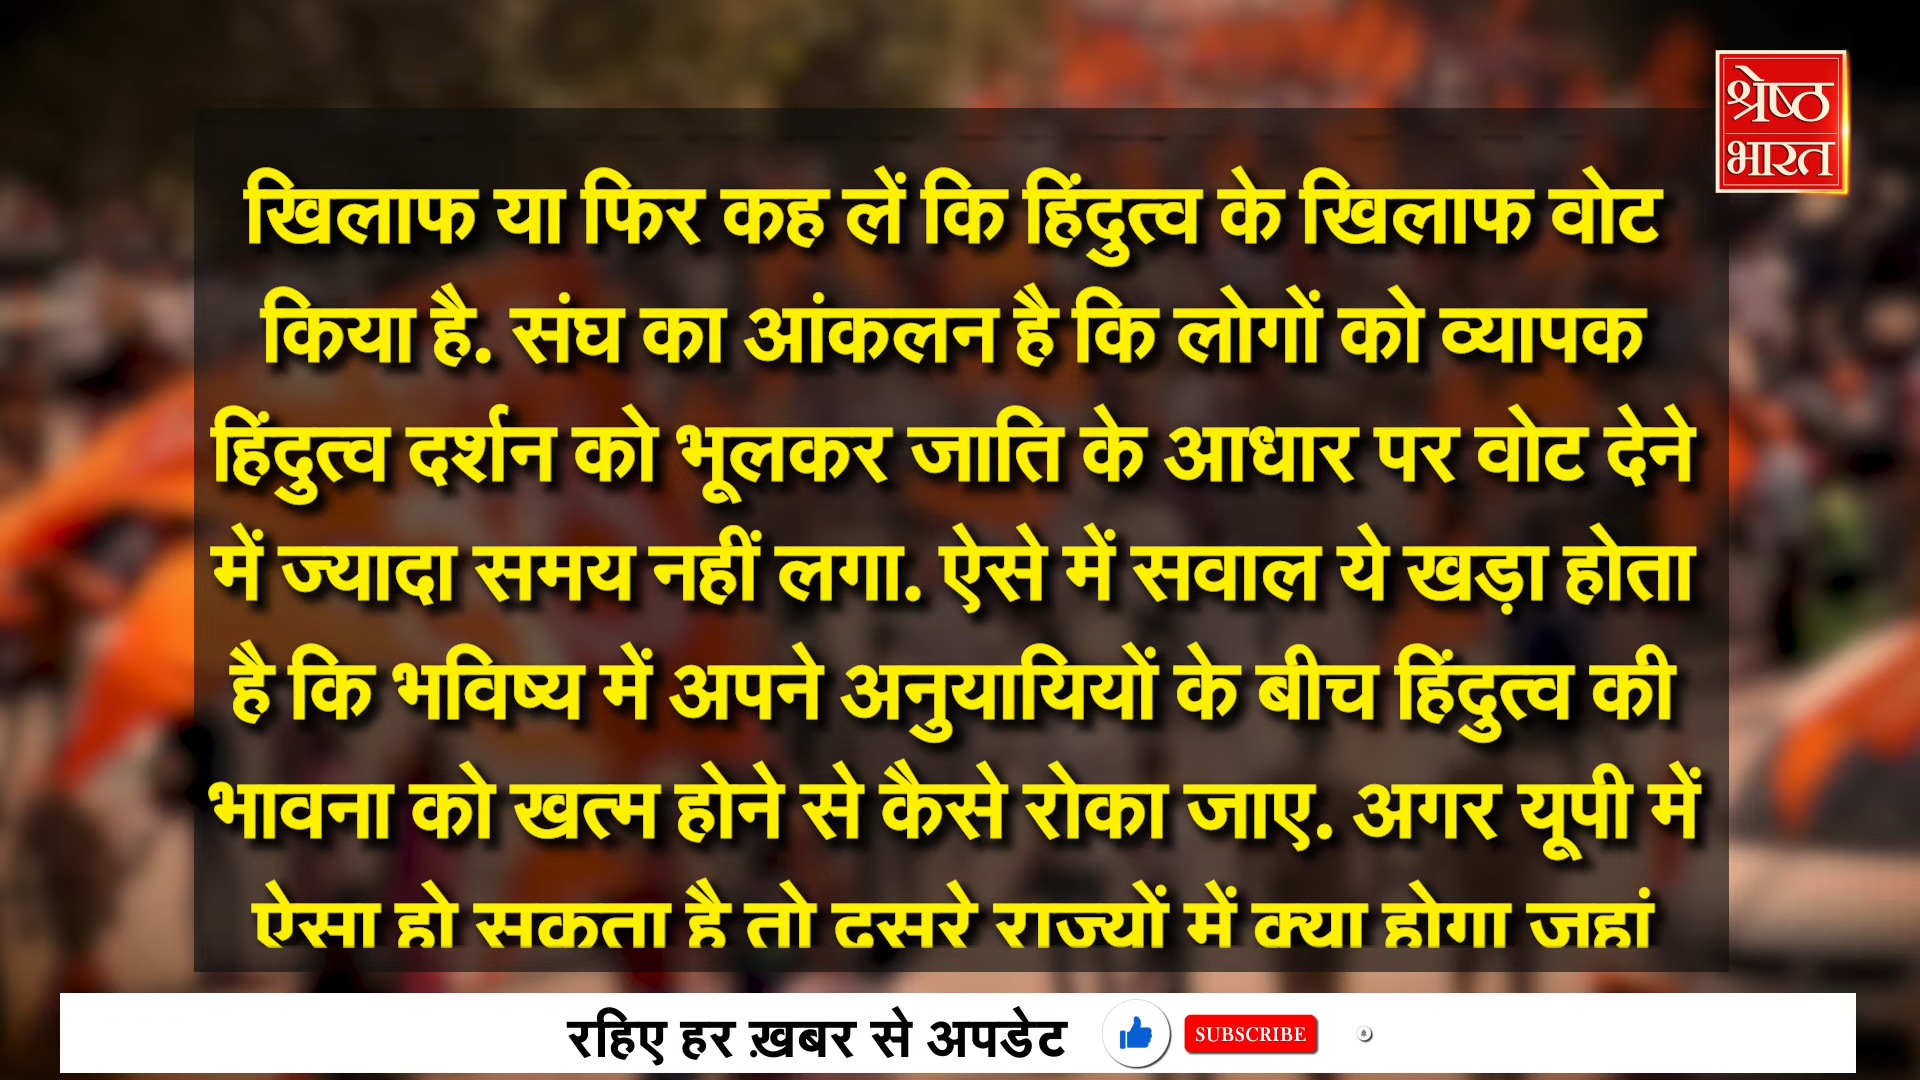 श्रेष्ठ
भारत
खिलाफ या फिर कह लें कि हिंदुत्व के खिलाफ वोट
किया है. संघ का आंकलन है कि लोगों को व्यापक
हिंदुत्व दर्शन को भूलकर जाति के आधार पर वोट देने
में ज्यादा समय नहीं लगा. ऐसे में सवाल ये खड़ा होता
है कि भविष्य में अपने अनुयायियों के बीच हिंदुत्व की
भावना को खत्म होने से कैसे रोका जाए. अगर यूपी में
ऐसा हो सकता है तो दूसरे राज्यों में क्या होगा जहां
रहिए हर ख़बर से अपडेट
SUBSCRIBE